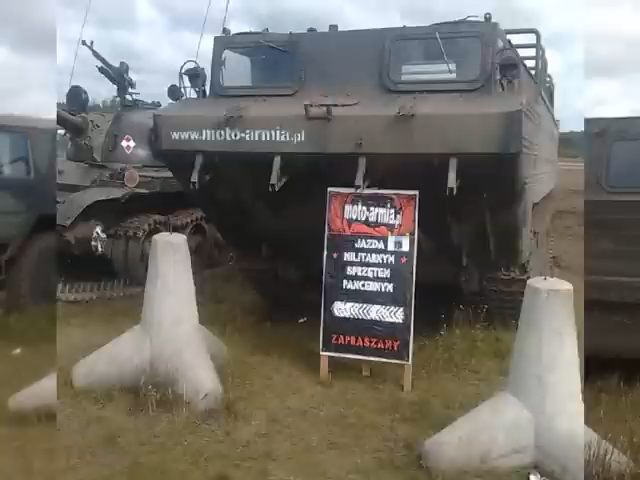 www.moto-armia.pl
moto-armia.pl
JAZDA
MILITARNYM
SPRZĘTEM
PANCERNYM
ZAPRASZAMY